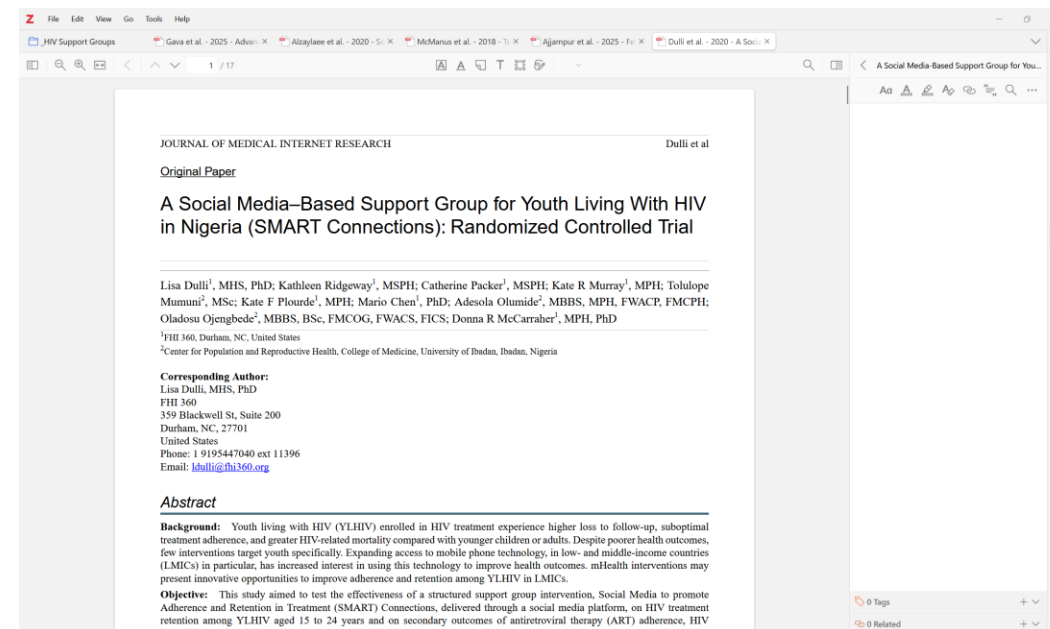 Z File Edit View Go Tools Help
_HIV Support Groups Gava et al. - 2025 - Advan Alzaylaee et al. - 2020 - Sc McManus et al. - 2018 - Ajjampur et al. - 2025 - Fe Dulli et al. - 2020 - A Socia
1 / 17
A Social Media-Based Support Group for You...
JOURNAL OF MEDICAL INTERNET RESEARCH Dulli et al
Original Paper
A Social Media–Based Support Group for Youth Living With HIV
in Nigeria (SMART Connections): Randomized Controlled Trial
Lisa Dulli1, MHS, PhD; Kathleen Ridgeway1, MSPH; Catherine Packer1, MSPH; Kate R Murray1, MPH; Tolulope
Mumuni2, MSc; Kate F Plourde1, MPH; Mario Chen1, PhD; Adesola Olumide2, MBBS, MPH, FWACP, FMCPH;
Oladosu Ojengbede2, MBBS, BSc, FMCOG, FWACS, FICS; Donna R McCarraher1, MPH, PhD
1FHI 360, Durham, NC, United States
2Center for Population and Reproductive Health, College of Medicine, University of Ibadan, Ibadan, Nigeria
Corresponding Author:
Lisa Dulli, MHS, PhD
FHI 360
359 Blackwell St, Suite 200
Durham, NC, 27701
United States
Phone: 1 9195447040 ext 11396
Email: ldulli@fhi360.org
Abstract
Background: Youth living with HIV (YLHIV) enrolled in HIV treatment experience higher loss to follow-up, suboptimal
treatment adherence, and greater HIV-related mortality compared with younger children or adults. Despite poorer health outcomes,
few interventions target youth specifically. Expanding access to mobile phone technology, in low- and middle-income countries
(LMICs) in particular, has increased interest in using this technology to improve health outcomes. mHealth interventions may
present innovative opportunities to improve adherence and retention among YLHIV in LMICs.
Objective: This study aimed to test the effectiveness of a structured support group intervention, Social Media to promote
Adherence and Retention in Treatment (SMART) Connections, delivered through a social media platform, on HIV treatment
retention among YLHIV aged 15 to 24 years and on secondary outcomes of antiretroviral therapy (ART) adherence, HIV
0 Tags
0 Related